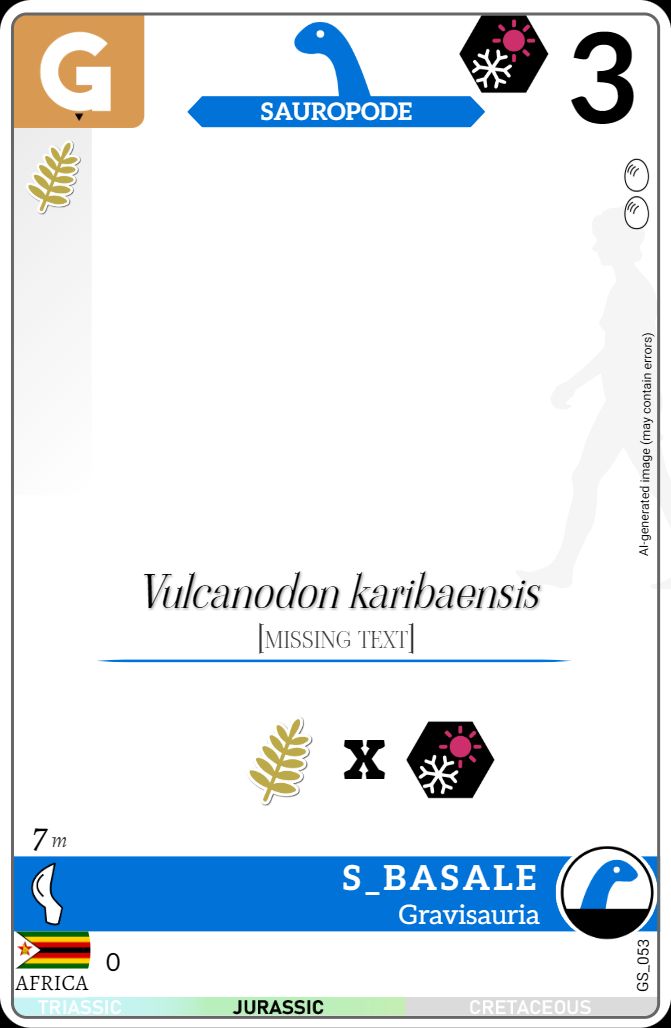 G
SAUROPODE
3
AI-generated image (may contain errors)
Vulcanodon karibaensis
[MISSING TEXT]
X
7 m
S_BASALE
Gravisauria
AFRICA
0
GS_053
TRIASSIC
JURASSIC
CRETACEOUS